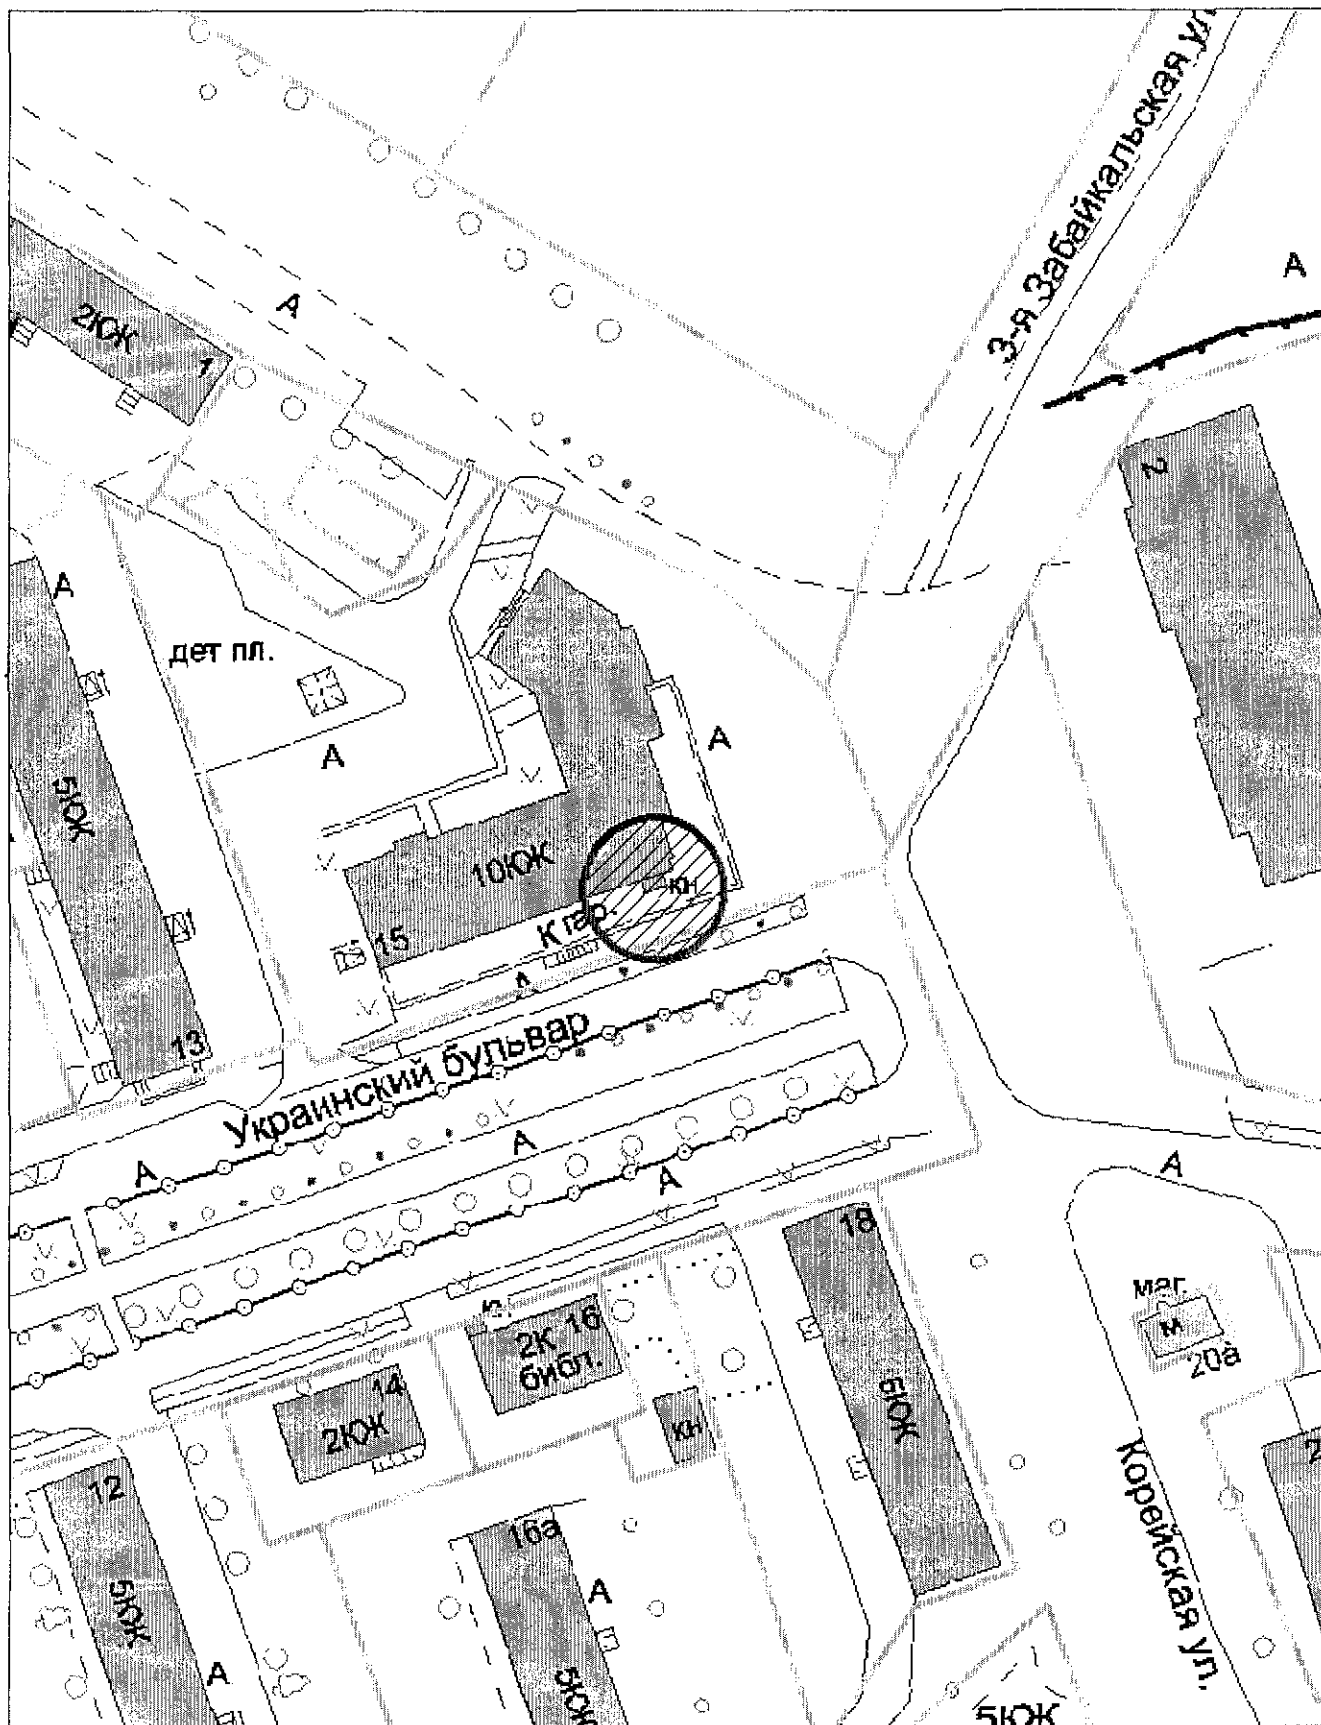 3-я Забайкальская ул.
А
А
2КЖ
1
2
А
дет пл.
А
А
5КЖ
10КЖ
кн
К гар.
15
А
13
Украинский бульвар
А
А
А
А
18
маг.
м
20а
2К
16
библ.
14
2КЖ
кн
5КЖ
12
16а
Корейская ул.
5КЖ
А
А
5КЖ
5КЖ